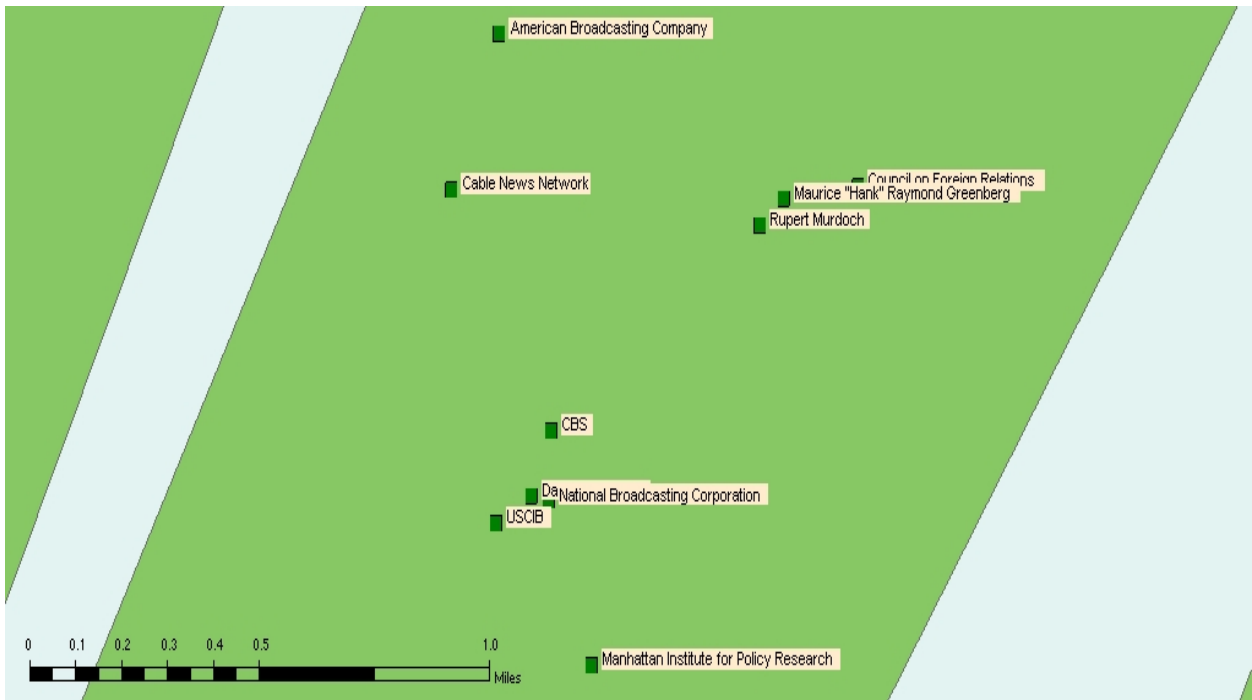 American Broadcasting Company
Cable News Network
Council on Foreign Relations
Maurice "Hank" Raymond Greenberg
Rupert Murdoch
CBS
National Broadcasting Corporation
USCIB
0 0.1 0.2 0.3 0.4 0.5 1.0
Miles
Manhattan Institute for Policy Research